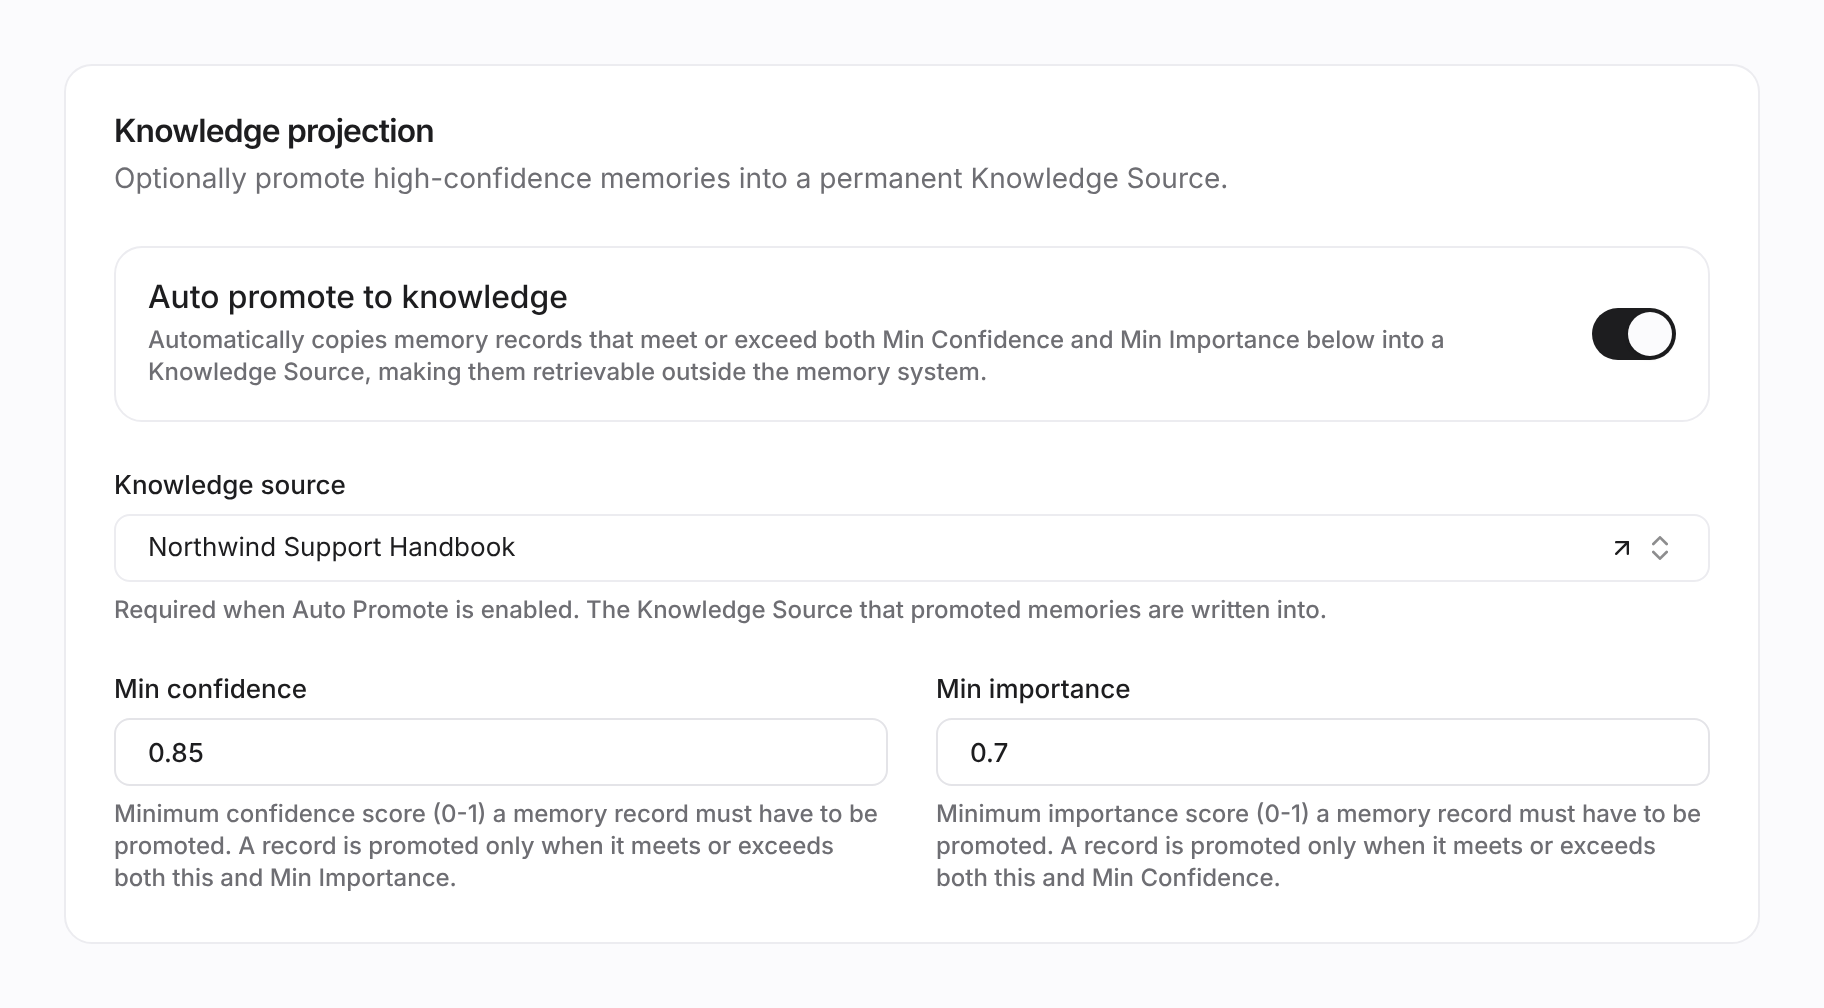 Knowledge projection
Optionally promote high-confidence memories into a permanent Knowledge Source.
Auto promote to knowledge
Automatically copies memory records that meet or exceed both Min Confidence and Min Importance below into a
Knowledge Source, making them retrievable outside the memory system.
Knowledge source
Northwind Support Handbook
Required when Auto Promote is enabled. The Knowledge Source that promoted memories are written into.
Min confidence
0.85
Minimum confidence score (0-1) a memory record must have to be
promoted. A record is promoted only when it meets or exceeds
both this and Min Importance.
Min importance
0.7
Minimum importance score (0-1) a memory record must have to be
promoted. A record is promoted only when it meets or exceeds
both this and Min Confidence.